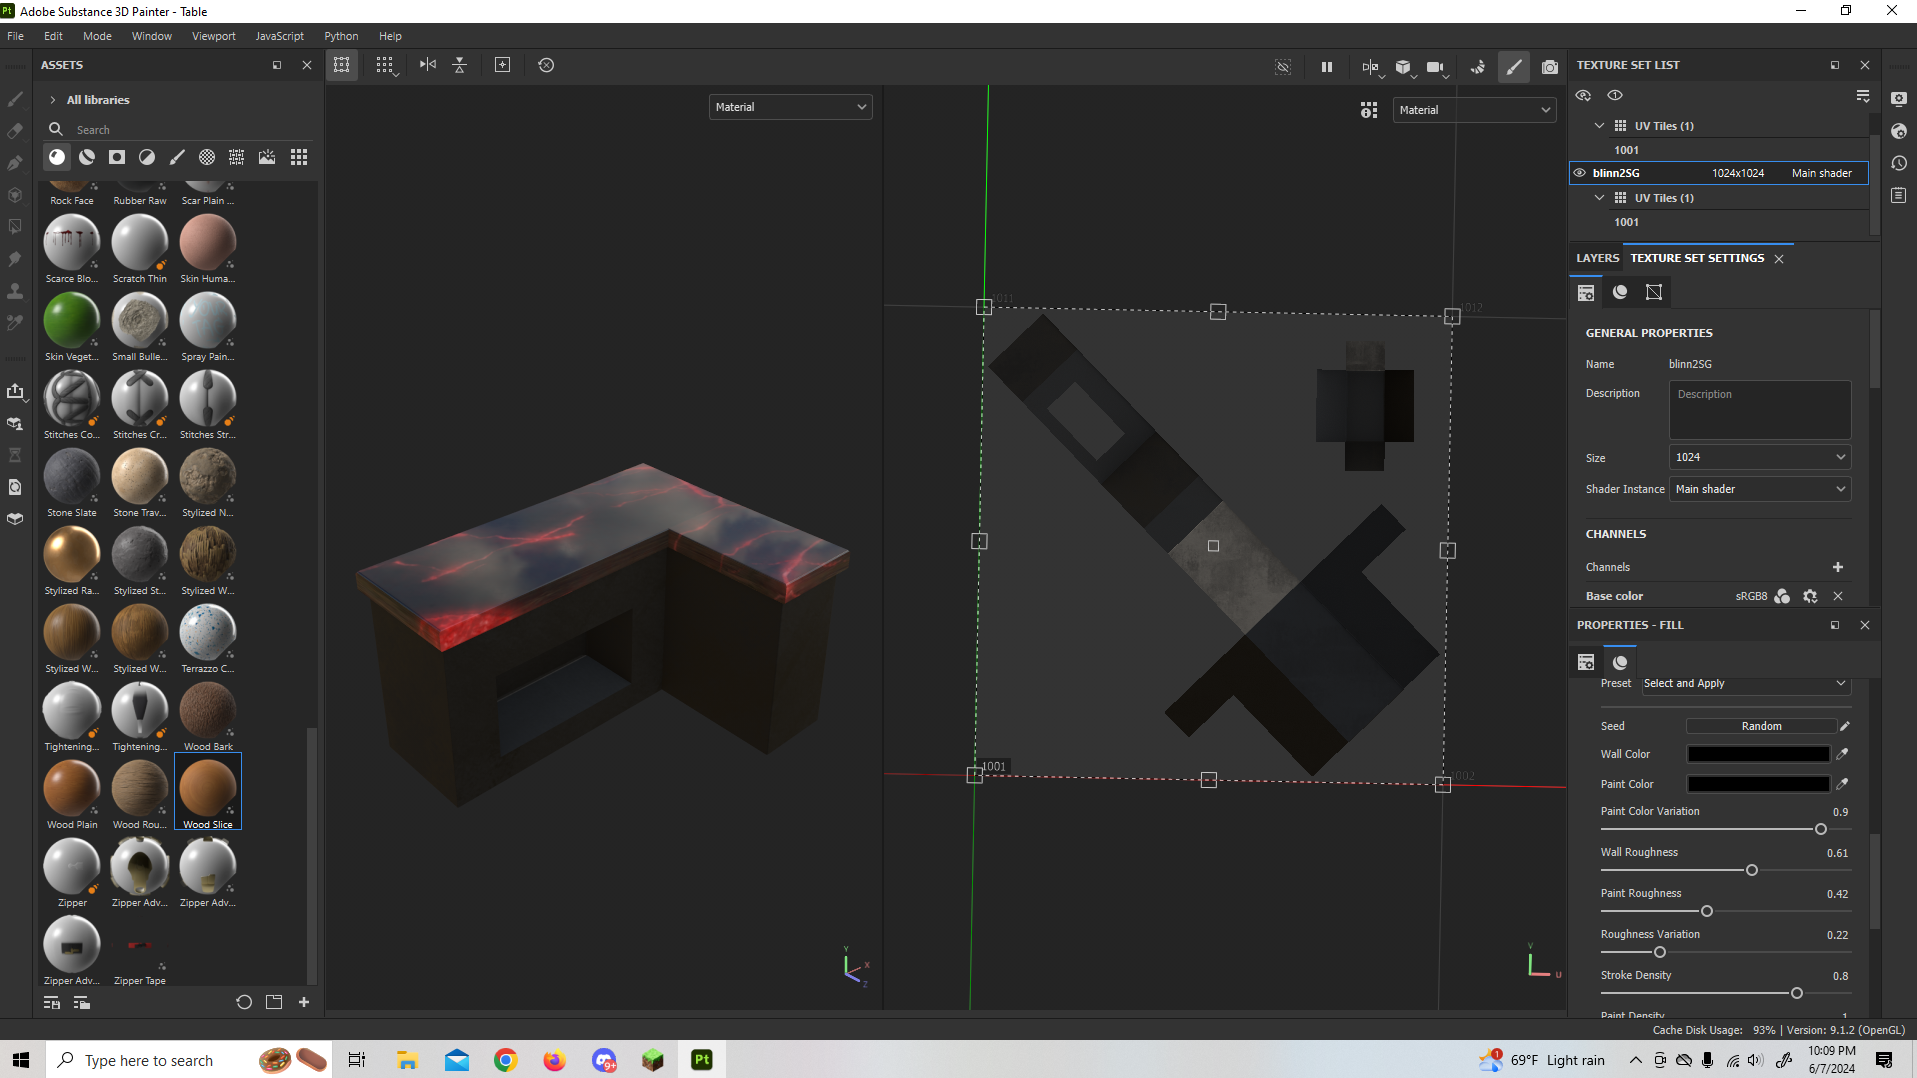 Adobe Substance 3D Painter - Table
File Edit Mode Window Viewport JavaScript Python Help
ASSETS
All libraries
Search
Rock Face Rubber Raw Scar Plain ...
Scarce Blo... Scratch Thin Skin Huma...
Skin Veget... Small Bulle... Spray Pain...
Stitches Co... Stitches Cr... Stitches Str...
Stone Slate Stone Trav... Stylized N...
Stylized Ra... Stylized St... Stylized W...
Stylized W... Stylized W... Terrazzo C...
Tightening... Tightening... Wood Bark
Wood Plain Wood Rou... Wood Slice
Zipper Zipper Adv... Zipper Adv...
Zipper Adv... Zipper Tape
Material
Y
X
Z
Material
1011
1012
1001
1002
V
U
TEXTURE SET LIST
UV Tiles (1)
1001
blinn2SG 1024x1024 Main shader
UV Tiles (1)
1001
LAYERS TEXTURE SET SETTINGS
GENERAL PROPERTIES
Name blinn2SG
Description Description
Size 1024
Shader Instance Main shader
CHANNELS
Channels
Base color sRGB8
PROPERTIES - FILL
Preset Select and Apply
Seed Random
Wall Color
Paint Color
Paint Color Variation 0.9
Wall Roughness 0.61
Paint Roughness 0.42
Roughness Variation 0.22
Stroke Density 0.8
Paint Density 1
Cache Disk Usage: 93% | Version: 9.1.2 (OpenGL)
Type here to search
9+
Pt
1
69°F Light rain
10:09 PM
6/7/2024